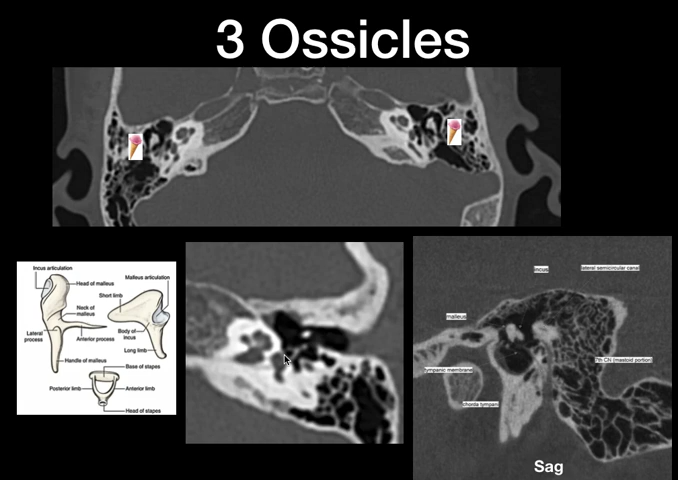 3 Ossicles
Incus articulation
Head of malleus
Malleus articulation
Short limb
Neck of
malleus
Lateral
process
Anterior process
Body of
incus
Long limb
Handle of malleus
Base of stapes
Posterior limb
Anterior limb
Head of stapes
incus
lateral semicircular canal
malleus
tympanic membrane
7th CN (mastoid portion)
chorda tympani
Sag